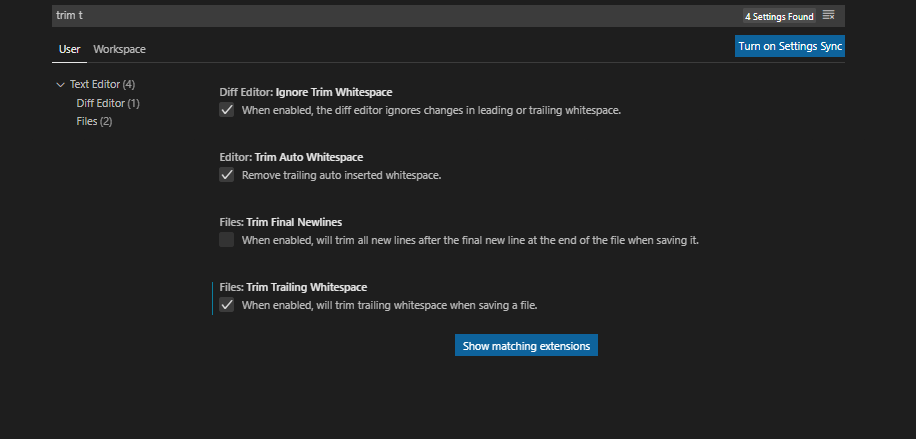 trim t
4 Settings Found
User Workspace
Turn on Settings Sync
Text Editor (4)
Diff Editor (1)
Files (2)
Diff Editor: Ignore Trim Whitespace
When enabled, the diff editor ignores changes in leading or trailing whitespace.
Editor: Trim Auto Whitespace
Remove trailing auto inserted whitespace.
Files: Trim Final Newlines
When enabled, will trim all new lines after the final new line at the end of the file when saving it.
Files: Trim Trailing Whitespace
When enabled, will trim trailing whitespace when saving a file.
Show matching extensions